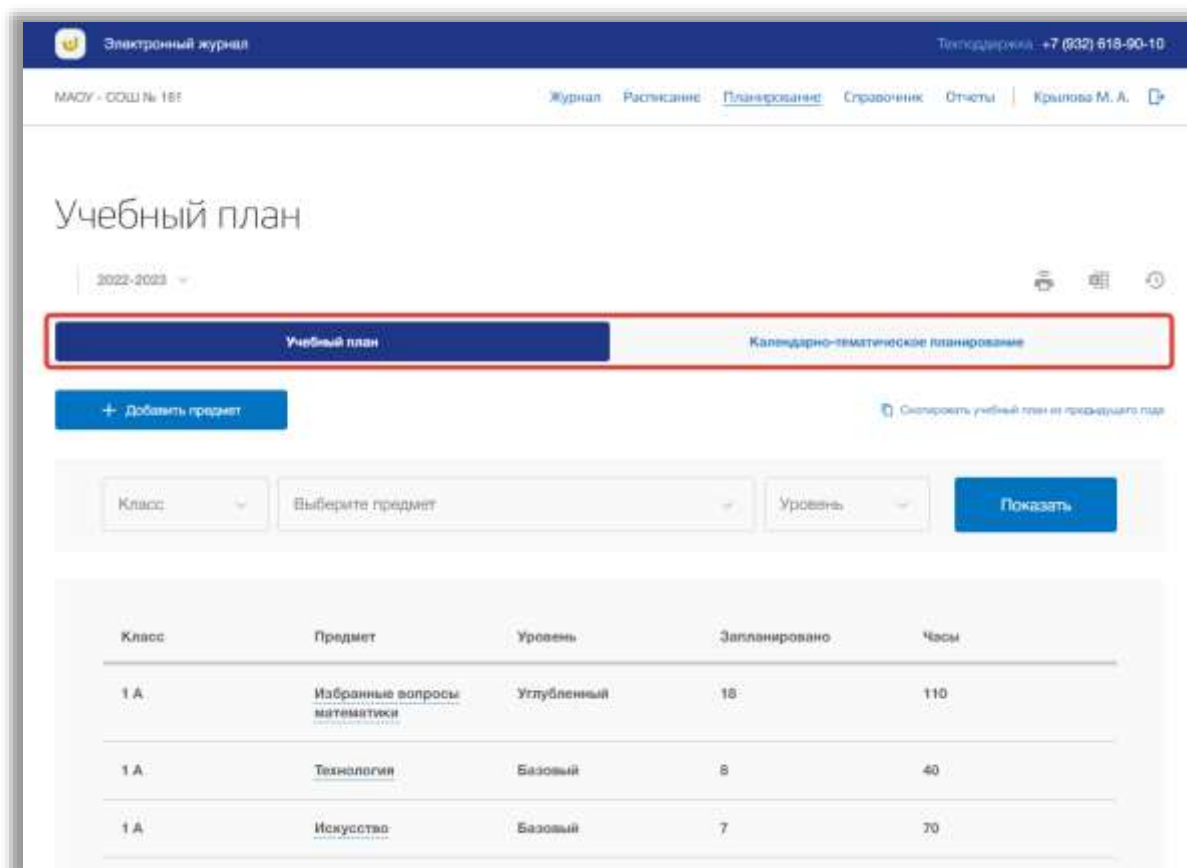 Электронный журнал
Техподдержка +7 (932) 618-90-10
МАОУ - СОШ № 181
Журнал Расписание Планирование Справочник Отчеты Крылова М. А.
Учебный план
2022-2023
Учебный план Календарно-тематическое планирование
+ Добавить предмет Скопировать учебный план из предыдущего года
Класс Выберите предмет Уровень Показать
Класс Предмет Уровень Запланировано Часы
1 А Избранные вопросы математики Углубленный 18 110
1 А Технология Базовый 8 40
1 А Искусство Базовый 7 70